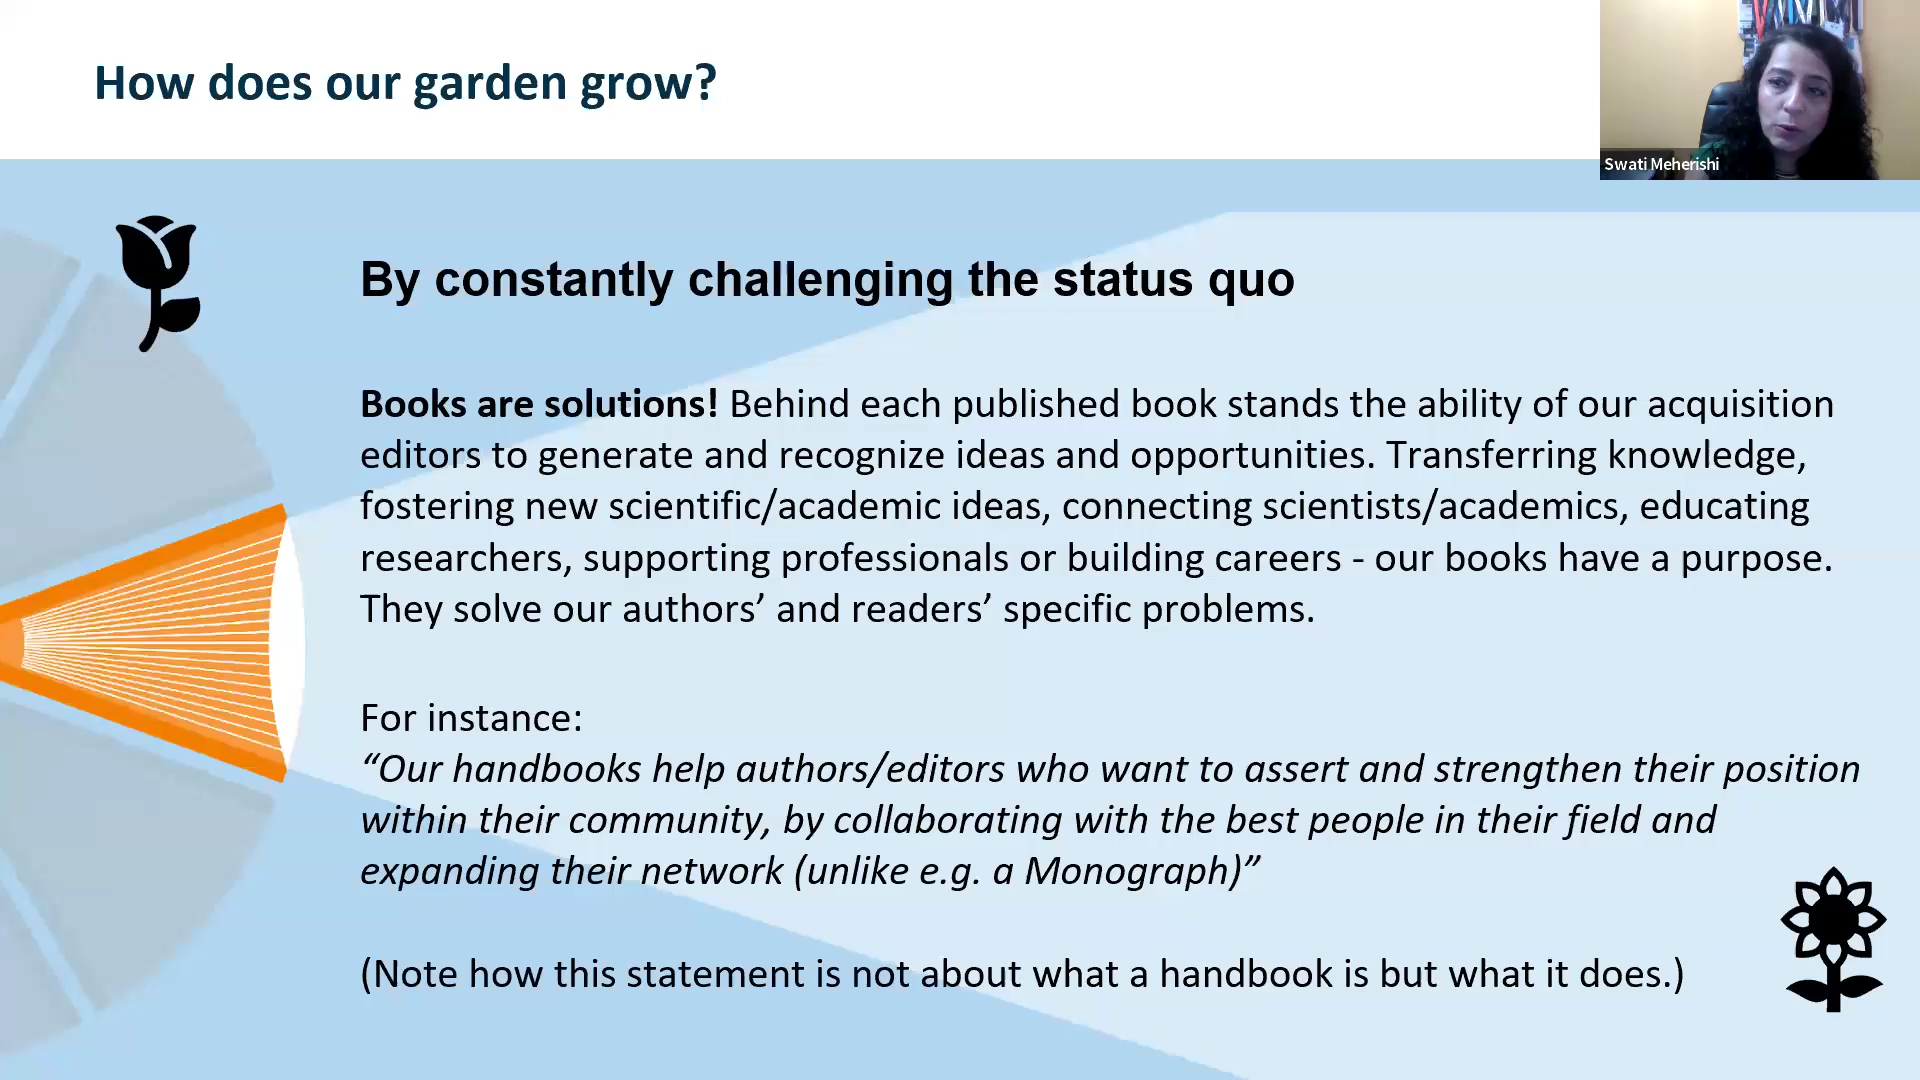 How does our garden grow?
Swati Meherishi
By constantly challenging the status quo
Books are solutions! Behind each published book stands the ability of our acquisition
editors to generate and recognize ideas and opportunities. Transferring knowledge,
fostering new scientific/academic ideas, connecting scientists/academics, educating
researchers, supporting professionals or building careers - our books have a purpose.
They solve our authors’ and readers’ specific problems.
For instance:
“Our handbooks help authors/editors who want to assert and strengthen their position
within their community, by collaborating with the best people in their field and
expanding their network (unlike e.g. a Monograph)”
(Note how this statement is not about what a handbook is but what it does.)